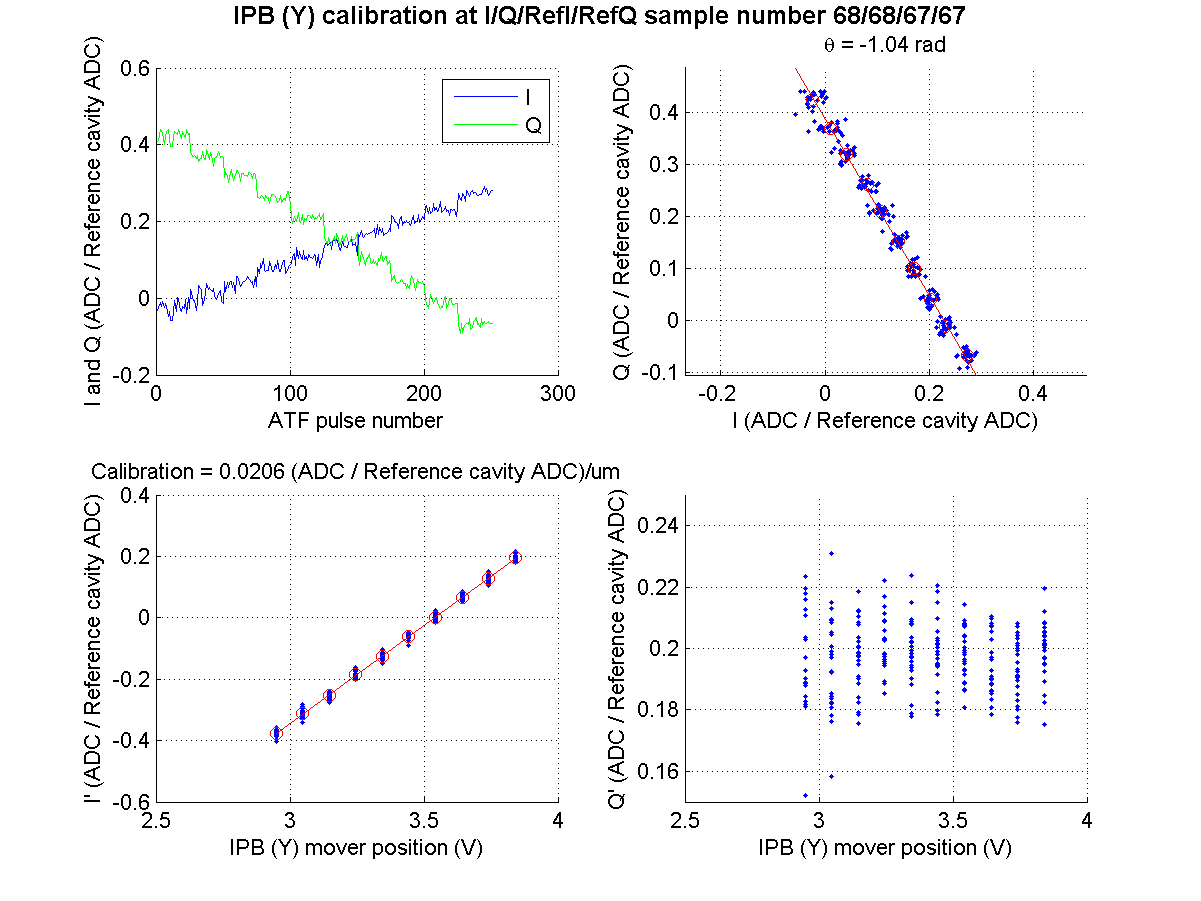 IPB (Y) calibration at I/Q/RefI/RefQ sample number 68/68/67/67
I and Q (ADC / Reference cavity ADC)
0.6
0.4
0.2
0
-0.2
0
100
200
300
ATF pulse number
I
Q
θ = -1.04 rad
Q (ADC / Reference cavity ADC)
0.4
0.3
0.2
0.1
0
-0.1
-0.2
0
0.2
0.4
I (ADC / Reference cavity ADC)
Calibration = 0.0206 (ADC / Reference cavity ADC)/um
I' (ADC / Reference cavity ADC)
0.4
0.2
0
-0.2
-0.4
-0.6
2.5
3
3.5
4
IPB (Y) mover position (V)
Q' (ADC / Reference cavity ADC)
0.24
0.22
0.2
0.18
0.16
2.5
3
3.5
4
IPB (Y) mover position (V)